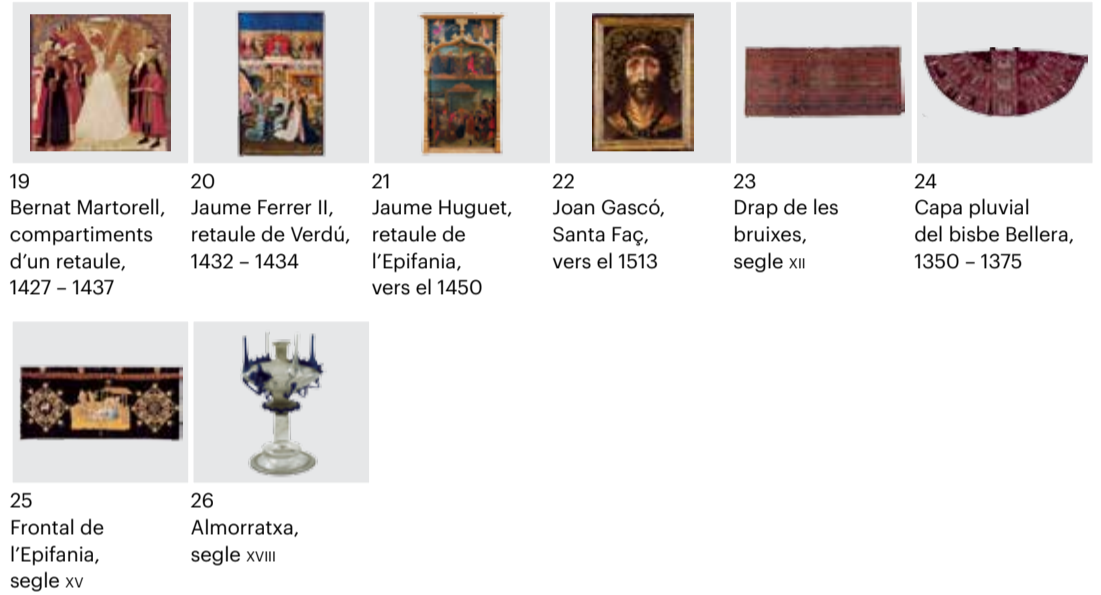 19
Bernat Martorell,
compartiments
d’un retaule,
1427 – 1437
20
Jaume Ferrer II,
retaule de Verdú,
1432 – 1434
21
Jaume Huguet,
retaule de
l’Epifania,
vers el 1450
22
Joan Gascó,
Santa Faç,
vers el 1513
23
Drap de les
bruixes,
segle XII
24
Capa pluvial
del bisbe Bellera,
1350 – 1375
25
Frontal de
l’Epifania,
segle XV
26
Almorratxa,
segle XVIII